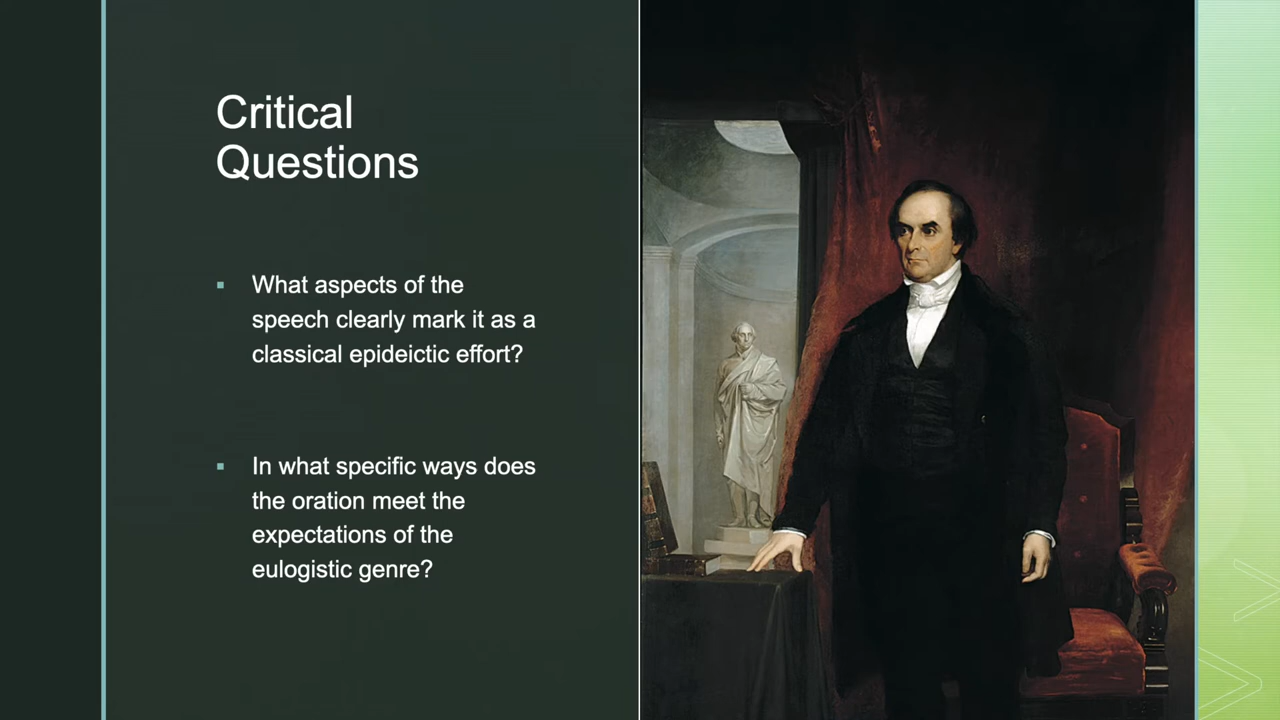 Critical
Questions
What aspects of the
speech clearly mark it as a
classical epideictic effort?
In what specific ways does
the oration meet the
expectations of the
eulogistic genre?